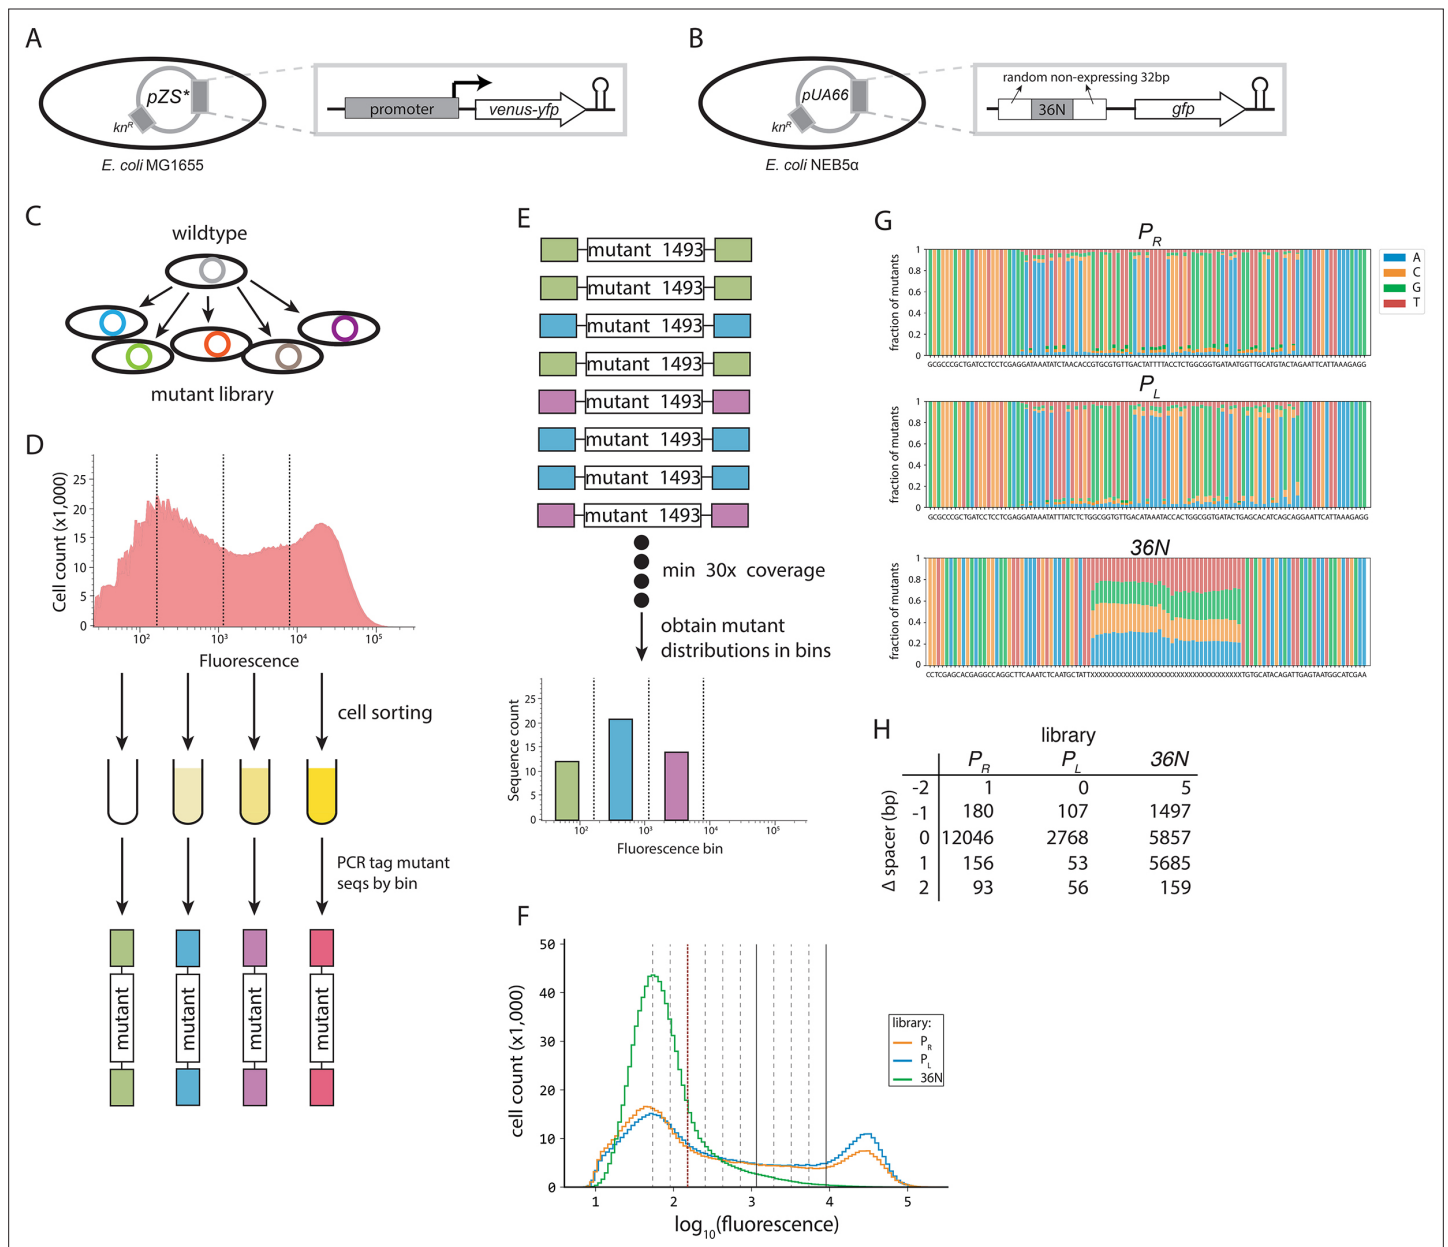 A
pZS*
knR
E. coli MG1655
promoter
venus-yfp
B
pUA66
knR
E. coli NEB5α
random non-expressing 32bp
36N
gfp
C
wildtype
mutant library
D
Cell count (x1,000)
25
20
15
10
5
0
10² 10³ 10⁴ 10⁵
Fluorescence
cell sorting
PCR tag mutant
seqs by bin
mutant mutant mutant mutant
E
mutant 1493
mutant 1493
mutant 1493
mutant 1493
mutant 1493
mutant 1493
mutant 1493
mutant 1493
min 30x coverage
obtain mutant
distributions in bins
Sequence count
25
20
15
10
5
0
10² 10³ 10⁴ 10⁵
Fluorescence bin
F
cell count (x1,000)
50
40
30
20
10
0
1 2 3 4 5
log10(fluorescence)
library:
PR
PL
36N
G
PR
fraction of mutants
1
0.8
0.6
0.4
0.2
0
A
C
G
T
PL
fraction of mutants
1
0.8
0.6
0.4
0.2
0
36N
fraction of mutants
1
0.8
0.6
0.4
0.2
0
H
library
PR PL 36N
Δ spacer (bp)
-2 1 0 5
-1 180 107 1497
0 12046 2768 5857
1 156 53 5685
2 93 56 159